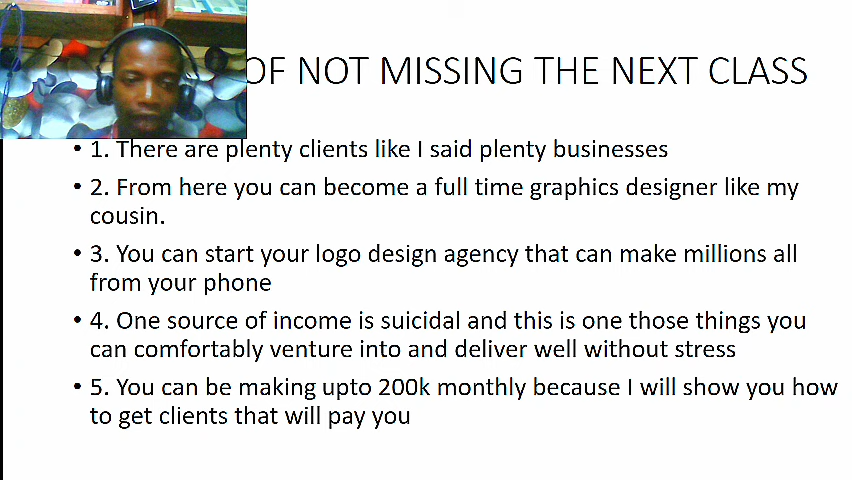 OF NOT MISSING THE NEXT CLASS
• 1. There are plenty clients like I said plenty businesses
• 2. From here you can become a full time graphics designer like my
cousin.
• 3. You can start your logo design agency that can make millions all
from your phone
• 4. One source of income is suicidal and this is one those things you
can comfortably venture into and deliver well without stress
• 5. You can be making upto 200k monthly because I will show you how
to get clients that will pay you